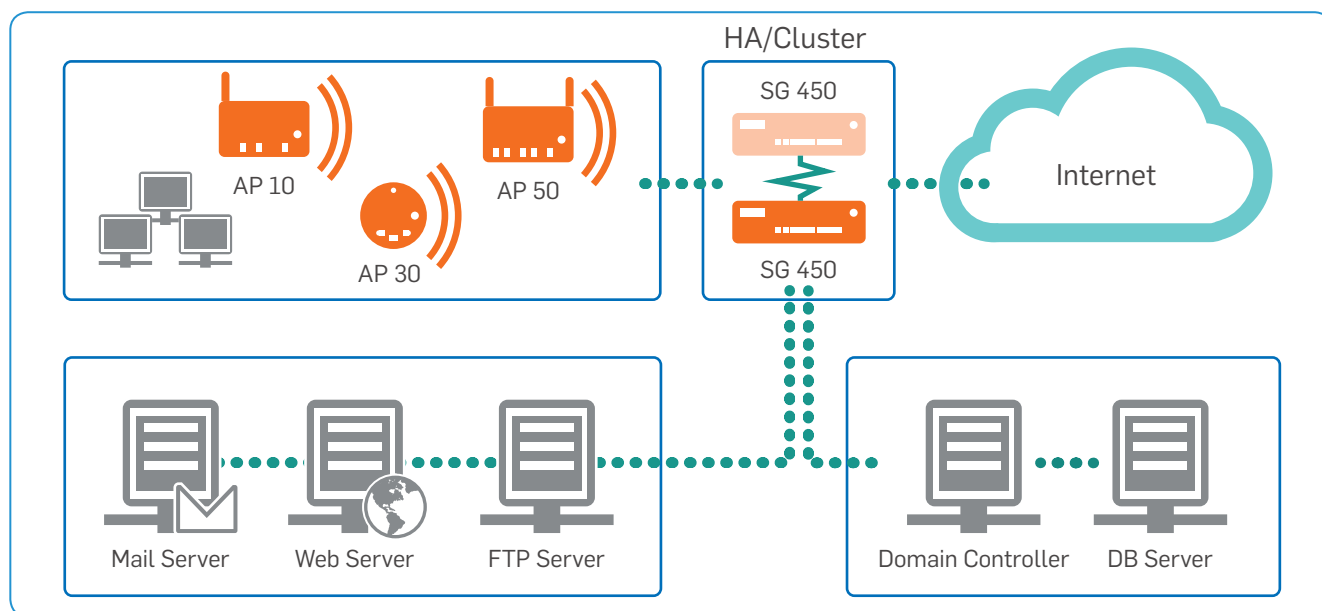 HA/Cluster
SG 450
AP 10
AP 50
AP 30
SG 450
Internet
Mail Server
Web Server
FTP Server
Domain Controller
DB Server